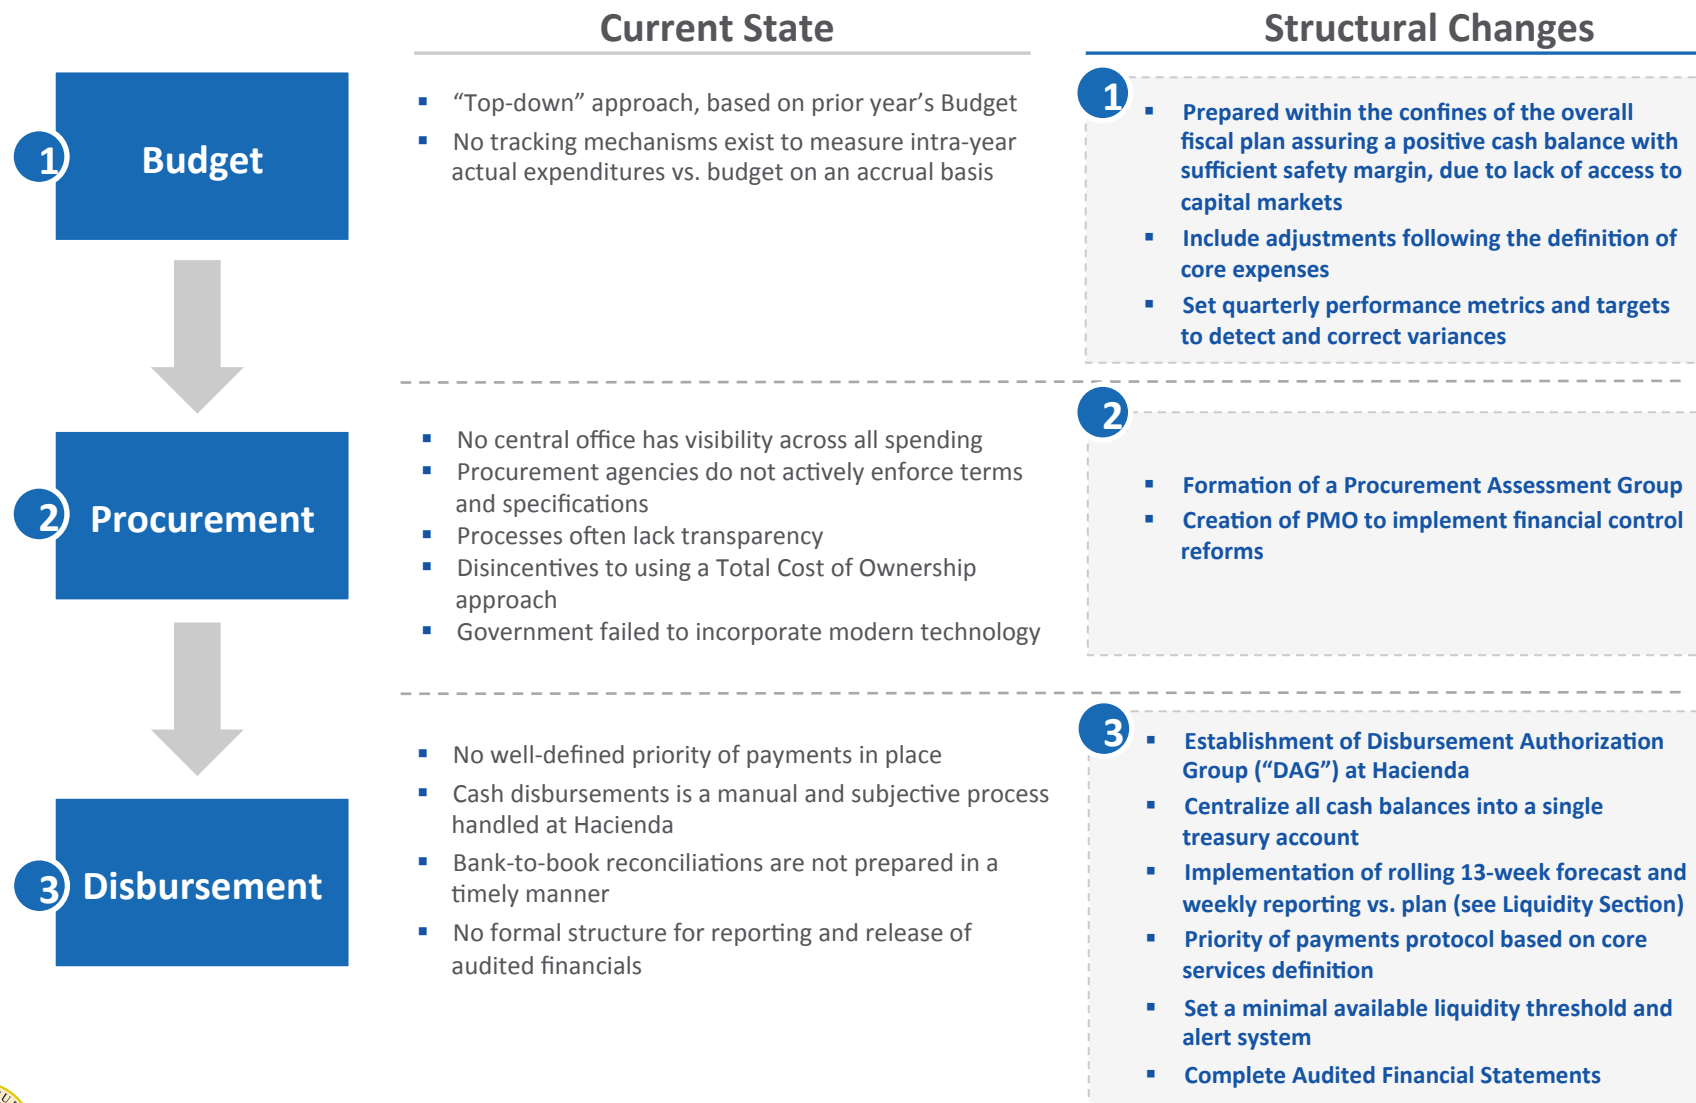 Current State
Structural Changes
1
Budget
▪ “Top-down” approach, based on prior year’s Budget
▪ No tracking mechanisms exist to measure intra-year
actual expenditures vs. budget on an accrual basis
1
▪ Prepared within the confines of the overall
fiscal plan assuring a positive cash balance with
sufficient safety margin, due to lack of access to
capital markets
▪ Include adjustments following the definition of
core expenses
▪ Set quarterly performance metrics and targets
to detect and correct variances
2
Procurement
▪ No central office has visibility across all spending
▪ Procurement agencies do not actively enforce terms
and specifications
▪ Processes often lack transparency
▪ Disincentives to using a Total Cost of Ownership
approach
▪ Government failed to incorporate modern technology
2
▪ Formation of a Procurement Assessment Group
▪ Creation of PMO to implement financial control
reforms
3
Disbursement
▪ No well-defined priority of payments in place
▪ Cash disbursements is a manual and subjective process
handled at Hacienda
▪ Bank-to-book reconciliations are not prepared in a
timely manner
▪ No formal structure for reporting and release of
audited financials
3
▪ Establishment of Disbursement Authorization
Group (“DAG”) at Hacienda
▪ Centralize all cash balances into a single
treasury account
▪ Implementation of rolling 13-week forecast and
weekly reporting vs. plan (see Liquidity Section)
▪ Priority of payments protocol based on core
services definition
▪ Set a minimal available liquidity threshold and
alert system
▪ Complete Audited Financial Statements